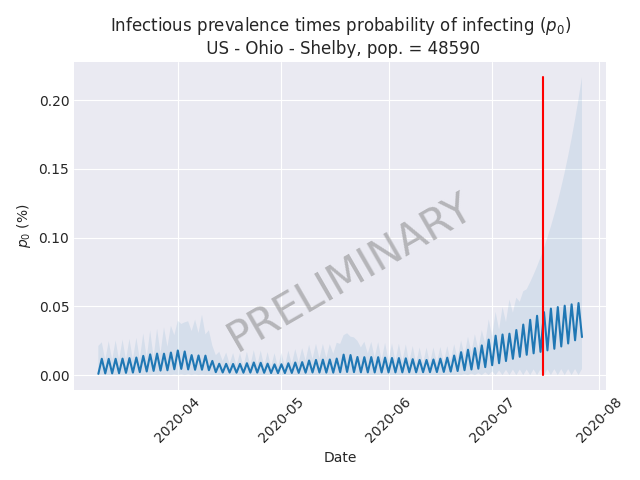 Infectious prevalence times probability of infecting (p₀)
US - Ohio - Shelby, pop. = 48590
p₀ (%)
0.20
0.15
0.10
0.05
0.00
PRELIMINARY
2020-04
2020-05
2020-06
2020-07
2020-08
Date